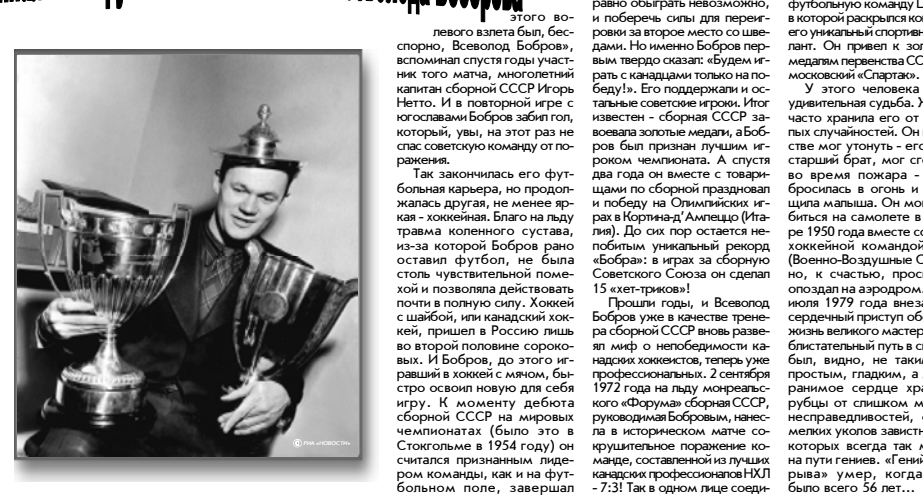 Боброва
этого во-
левого взлета был, бес-
спорно, Всеволод Бобров»,
вспоминал спустя годы участ-
ник того матча, многолетний
капитан сборной СССР Игорь
Нетто. И в повторной игре с
югославами Бобров забил гол,
который, увы, на этот раз не
спас советскую команду от по-
ражения.
Так закончилась его фут-
больная карьера, но продол-
жалась другая, не менее яр-
кая - хоккейная. Благо на льду
травма коленного сустава,
из-за которой Бобров рано
оставил футбол, не была
столь чувствительной поме-
хой и позволяла действовать
почти в полную силу. Хоккей
с шайбой, или канадский хок-
кей, пришел в Россию лишь
во второй половине сороко-
вых. И Бобров, до этого иг-
равший в хоккей с мячом, бы-
стро освоил новую для себя
игру. К моменту дебюта
сборной СССР на мировых
чемпионатах (было это в
Стокгольме в 1954 году) он
считался признанным лиде-
ром команды, как и на фут-
больном поле, завершал
равно обыграть невозможно,
и поберечь силы для переиг-
ровки за второе место со шве-
дами. Но именно Бобров пер-
вым твердо сказал: «Будем иг-
рать с канадцами только на по-
беду!». Его поддержали и ос-
тальные советские игроки. Итог
известен - сборная СССР за-
воевала золотые медали, а Боб-
ров был признан лучшим иг-
роком чемпионата. А спустя
два года он вместе с товари-
щами по сборной праздновал
и победу на Олимпийских иг-
рах в Кортина-д'Ампеццо (Ита-
лия). До сих пор остается не-
побитым уникальный рекорд
«Бобра»: в играх за сборную
Советского Союза он сделал
15 «хет-триков»!
Прошли годы, и Всеволод
Бобров уже в качестве трене-
ра сборной СССР вновь разве-
ял миф о непобедимости ка-
надских хоккеистов, теперь уже
профессиональных. 2 сентября
1972 года на льду монреальс-
кого «Форума» сборная СССР,
руководимая Бобровым, нанес-
ла в историческом матче со-
крушительное поражение ко-
манде, составленной из лучших
канадских профессионалов НХЛ
- 7:3! Так в одном лице соеди-
футбольную команду
в которой раскрылся
его уникальный
лант. Он привел к
медалям первенства
московский «Спартак».
У этого человека
удивительная судьба.
часто хранила его от
пых случайностей. Он
стве мог утонуть - его
старший брат, мог
во время пожара -
бросилась в огонь и
щила малыша. Он
биться на самолете в
ре 1950 года вместе
хоккейной командой
(Военно-Воздушные
но, к счастью,
опоздал на аэродром.
июля 1979 года
сердечный приступ
жизнь великого
блистательный путь в
был, видно, не
простым, гладким, а
ранимое сердце
рубцы от слишком
несправедливостей,
мелких уколов
которых всегда так
на пути гениев. «Гений
рыва» умер, когда
было всего 56 лет...
© РИА «НОВОСТИ»